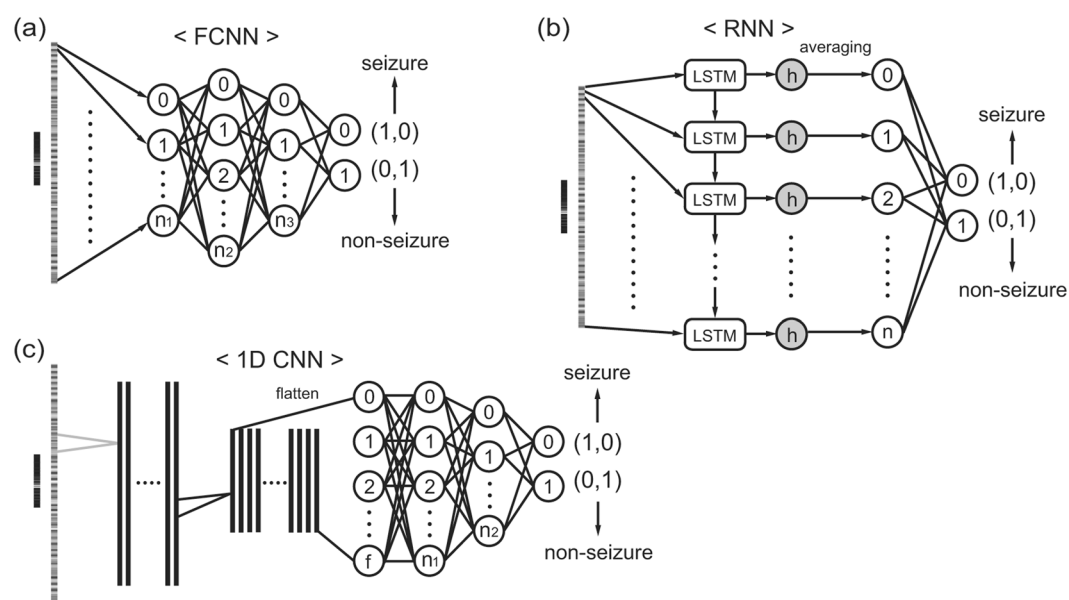 (a)
< FCNN >
seizure
0
1
n1
0
1
2
n2
0
1
n3
0
1
(1,0)
(0,1)
non-seizure
(b)
< RNN >
averaging
LSTM
h
0
LSTM
h
1
LSTM
h
2
LSTM
h
n
0
1
seizure
(1,0)
(0,1)
non-seizure
(c)
< 1D CNN >
flatten
0
1
2
f
0
1
2
n1
0
1
n2
0
1
seizure
(1,0)
(0,1)
non-seizure